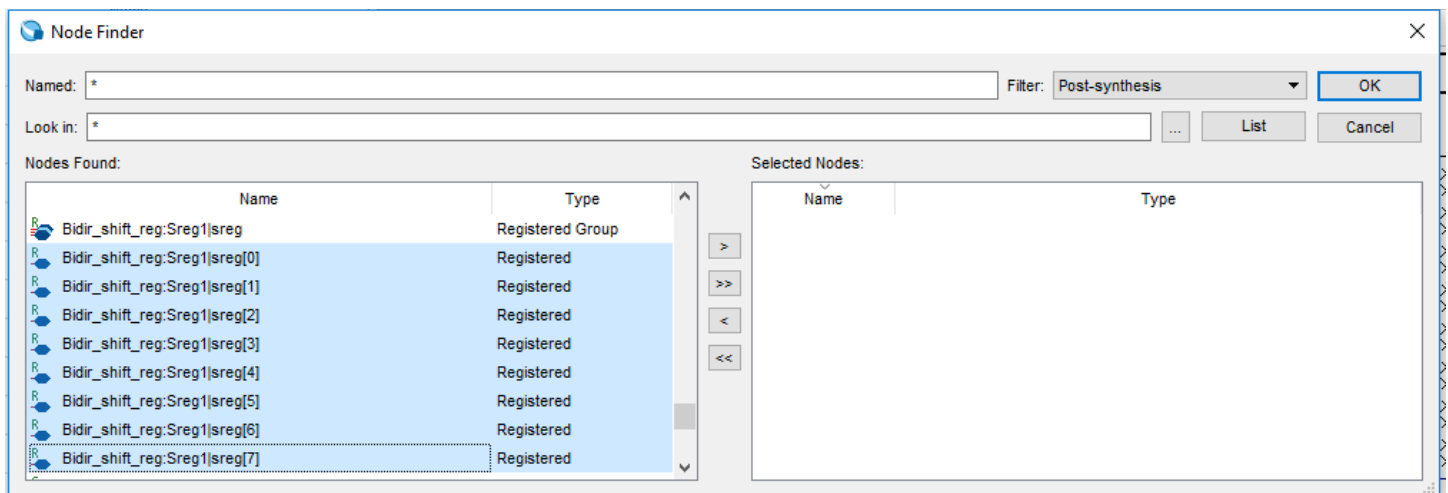 Node Finder
Named: * Filter: Post-synthesis OK
Look in: * ... List Cancel
Nodes Found: Selected Nodes:
Name Type Name Type
Bidir_shift_reg:Sreg1|sreg Registered Group
Bidir_shift_reg:Sreg1|sreg[0] Registered
Bidir_shift_reg:Sreg1|sreg[1] Registered
Bidir_shift_reg:Sreg1|sreg[2] Registered
Bidir_shift_reg:Sreg1|sreg[3] Registered
Bidir_shift_reg:Sreg1|sreg[4] Registered
Bidir_shift_reg:Sreg1|sreg[5] Registered
Bidir_shift_reg:Sreg1|sreg[6] Registered
Bidir_shift_reg:Sreg1|sreg[7] Registered
>
>>
<
<<